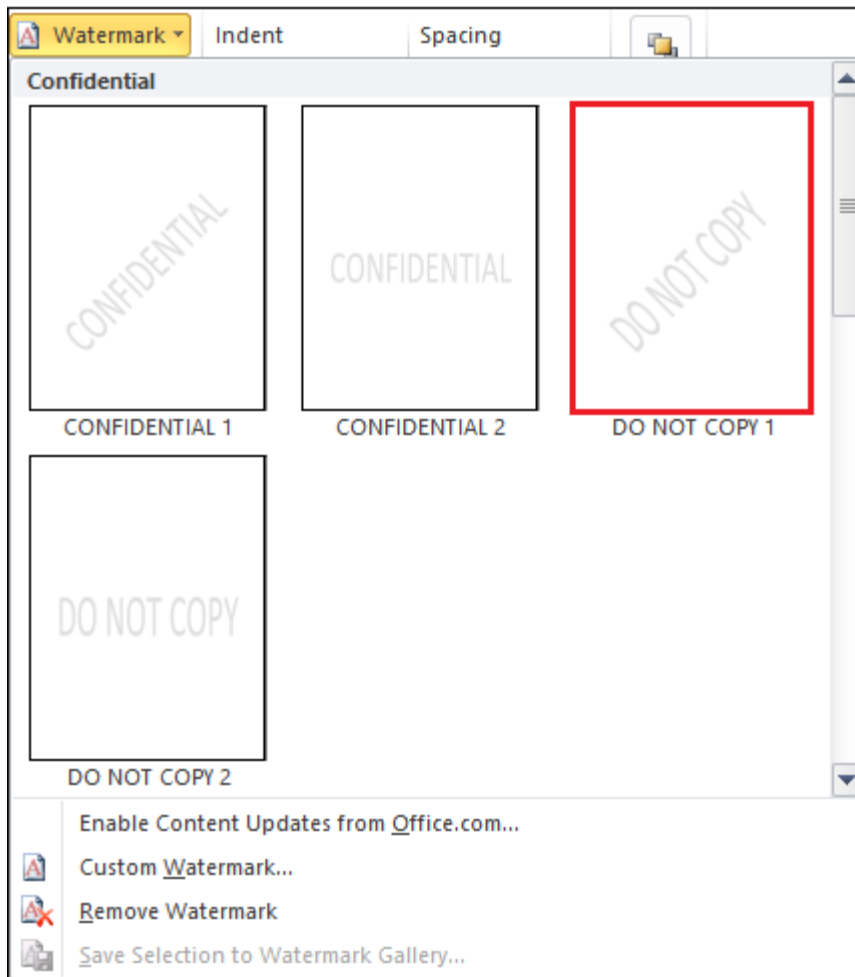 Watermark Indent Spacing
Confidential
CONFIDENTIAL CONFIDENTIAL DO NOT COPY
CONFIDENTIAL 1 CONFIDENTIAL 2 DO NOT COPY 1
DO NOT COPY
DO NOT COPY 2
Enable Content Updates from Office.com...
Custom Watermark...
Remove Watermark
Save Selection to Watermark Gallery...